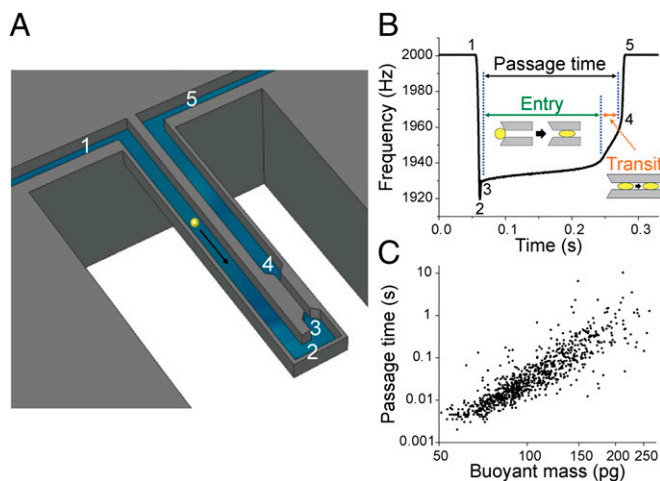 A
1
5
4
3
2
B
Frequency (Hz)
2000
1980
1960
1940
1920
1
5
Passage time
Entry
4
Transit
3
2
0.0
0.1
0.2
0.3
Time (s)
C
Passage time (s)
10
1
0.1
0.01
0.001
50
100
150
200 250
Buoyant mass (pg)